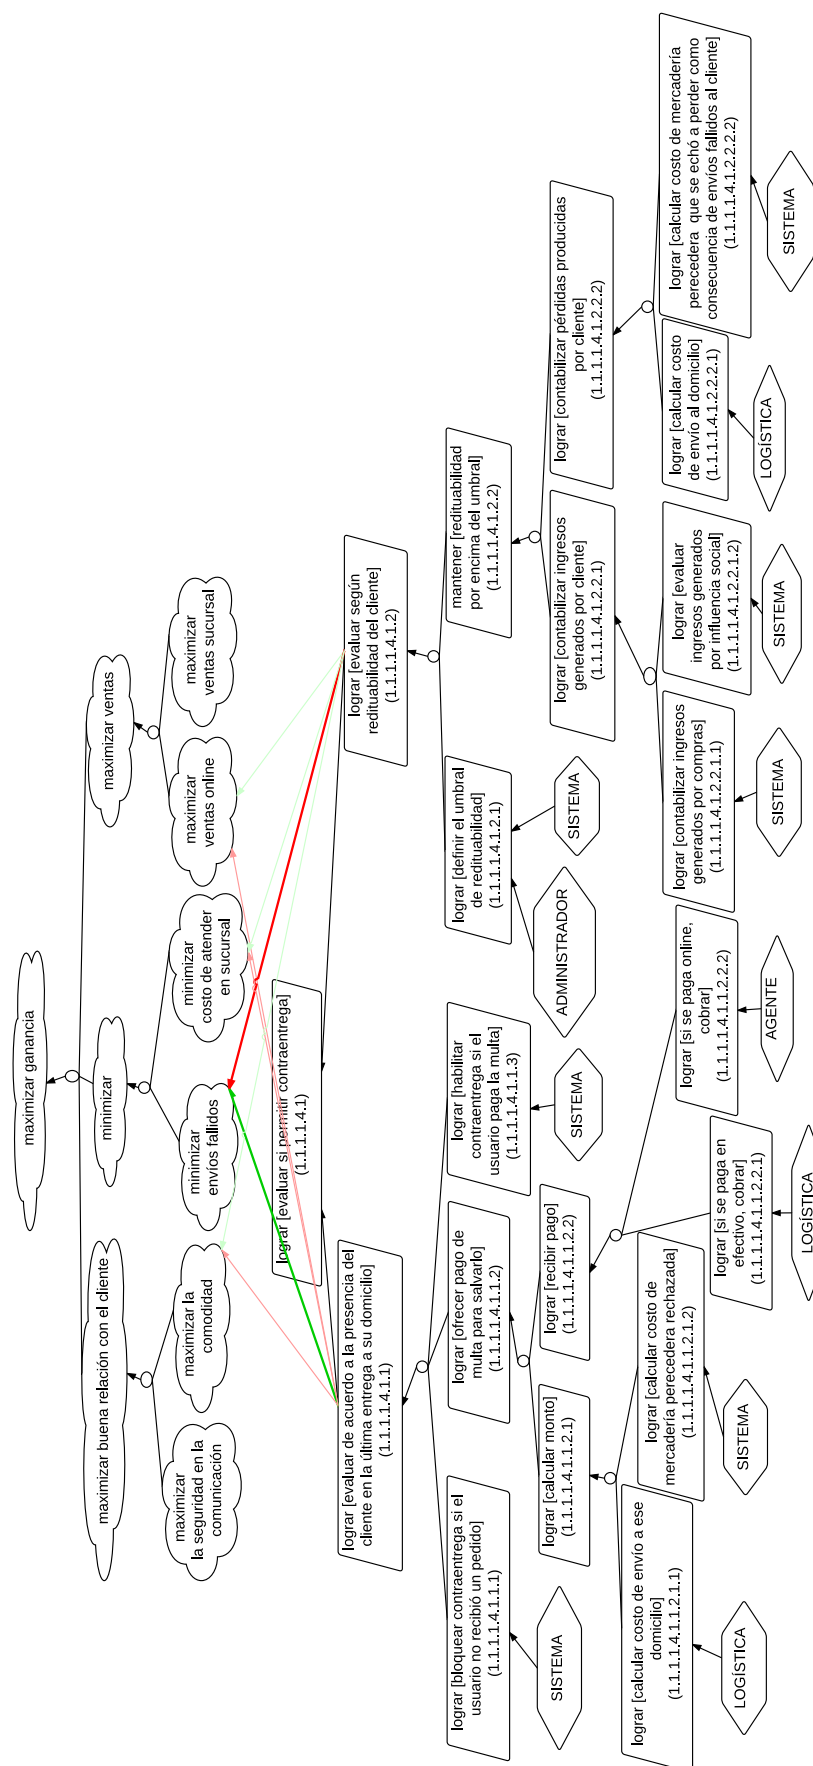 maximizar ganancia
maximizar buena relación con el cliente
minimizar
maximizar ventas
maximizar
la seguridad en la
comunicación
maximizar la
comodidad
minimizar
envíos fallidos
minimizar
costo de atender
en sucursal
maximizar
ventas online
maximizar
ventas sucursal
lograr [evaluar si permitir contraentrega]
(1.1.1.1.4.1)
lograr [evaluar de acuerdo a la presencia del
cliente en la última entrega a su domicilio]
(1.1.1.1.4.1.1)
lograr [evaluar según
redituabilidad del cliente]
(1.1.1.1.4.1.2)
lograr [bloquear contraentrega si el
usuario no recibió un pedido]
(1.1.1.1.4.1.1.1)
SISTEMA
lograr [ofrecer pago de
multa para salvarlo]
(1.1.1.1.4.1.1.2)
lograr [habilitar
contraentrega si el
usuario paga la multa]
(1.1.1.1.4.1.1.3)
SISTEMA
lograr [definir el umbral
de redituabilidad]
(1.1.1.1.4.1.2.1)
ADMINISTRADOR
SISTEMA
mantener [redituabilidad
por encima del umbral]
(1.1.1.1.4.1.2.2)
lograr [calcular monto]
(1.1.1.1.4.1.1.2.1)
lograr [recibir pago]
(1.1.1.1.4.1.1.2.2)
lograr [contabilizar ingresos
generados por cliente]
(1.1.1.1.4.1.2.2.1)
lograr [contabilizar pérdidas producidas
por cliente]
(1.1.1.1.4.1.2.2.2)
lograr [calcular costo de envío a ese
domicilio]
(1.1.1.1.4.1.1.2.1.1)
LOGÍSTICA
lograr [calcular costo de
mercadería perecedera rechazada]
(1.1.1.1.4.1.1.2.1.2)
SISTEMA
lograr [si se paga en
efectivo, cobrar]
(1.1.1.1.4.1.1.2.2.1)
LOGÍSTICA
lograr [si se paga online,
cobrar]
(1.1.1.1.4.1.1.2.2.2)
AGENTE
lograr [contabilizar ingresos
generados por compras]
(1.1.1.1.4.1.2.2.1.1)
SISTEMA
lograr [evaluar
ingresos generados
por influencia social]
(1.1.1.1.4.1.2.2.1.2)
SISTEMA
lograr [calcular costo
de envío al domicilio]
(1.1.1.1.4.1.2.2.2.1)
LOGÍSTICA
lograr [calcular costo de mercadería
perecedera  que se echó a perder como
consecuencia de envíos fallidos al cliente]
(1.1.1.1.4.1.2.2.2.2)
SISTEMA